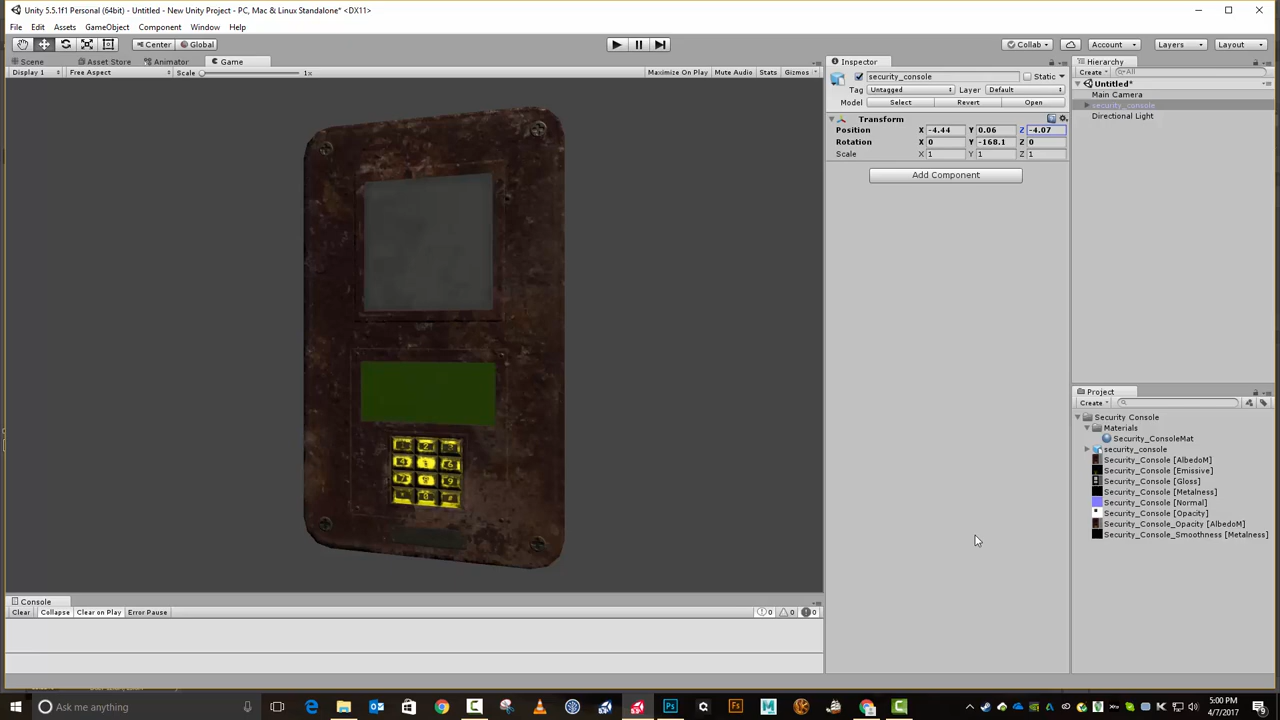 Unity 5.5.1f1 Personal (64bit) - Untitled - New Unity Project - PC, Mac & Linux Standalone* <DX11>
File Edit Assets GameObject Component Window Help
Center Global Collab Account Layers Layout
Scene Asset Store Animator Game
Display 1 Free Aspect Scale 1x Maximize On Play Mute Audio Stats Gizmos
Inspector
security_console Static
Tag Untagged Layer Default
Model Select Revert Open
Transform
Position X -4.44 Y 0.06 Z -4.07
Rotation X 0 Y -168.1 Z 0
Scale X 1 Y 1 Z 1
Add Component
Hierarchy
Create All
Untitled*
Main Camera
security_console
Directional Light
Project
Create
Security Console
Materials
Security_ConsoleMat
security_console
Security_Console [AlbedoM]
Security_Console [Emissive]
Security_Console [Gloss]
Security_Console [Metalness]
Security_Console [Normal]
Security_Console [Opacity]
Security_Console_Opacity [AlbedoM]
Security_Console_Smoothness [Metalness]
Console
Clear Collapse Clear on Play Error Pause 0 0 0
Ask me anything
5:00 PM
4/7/2017